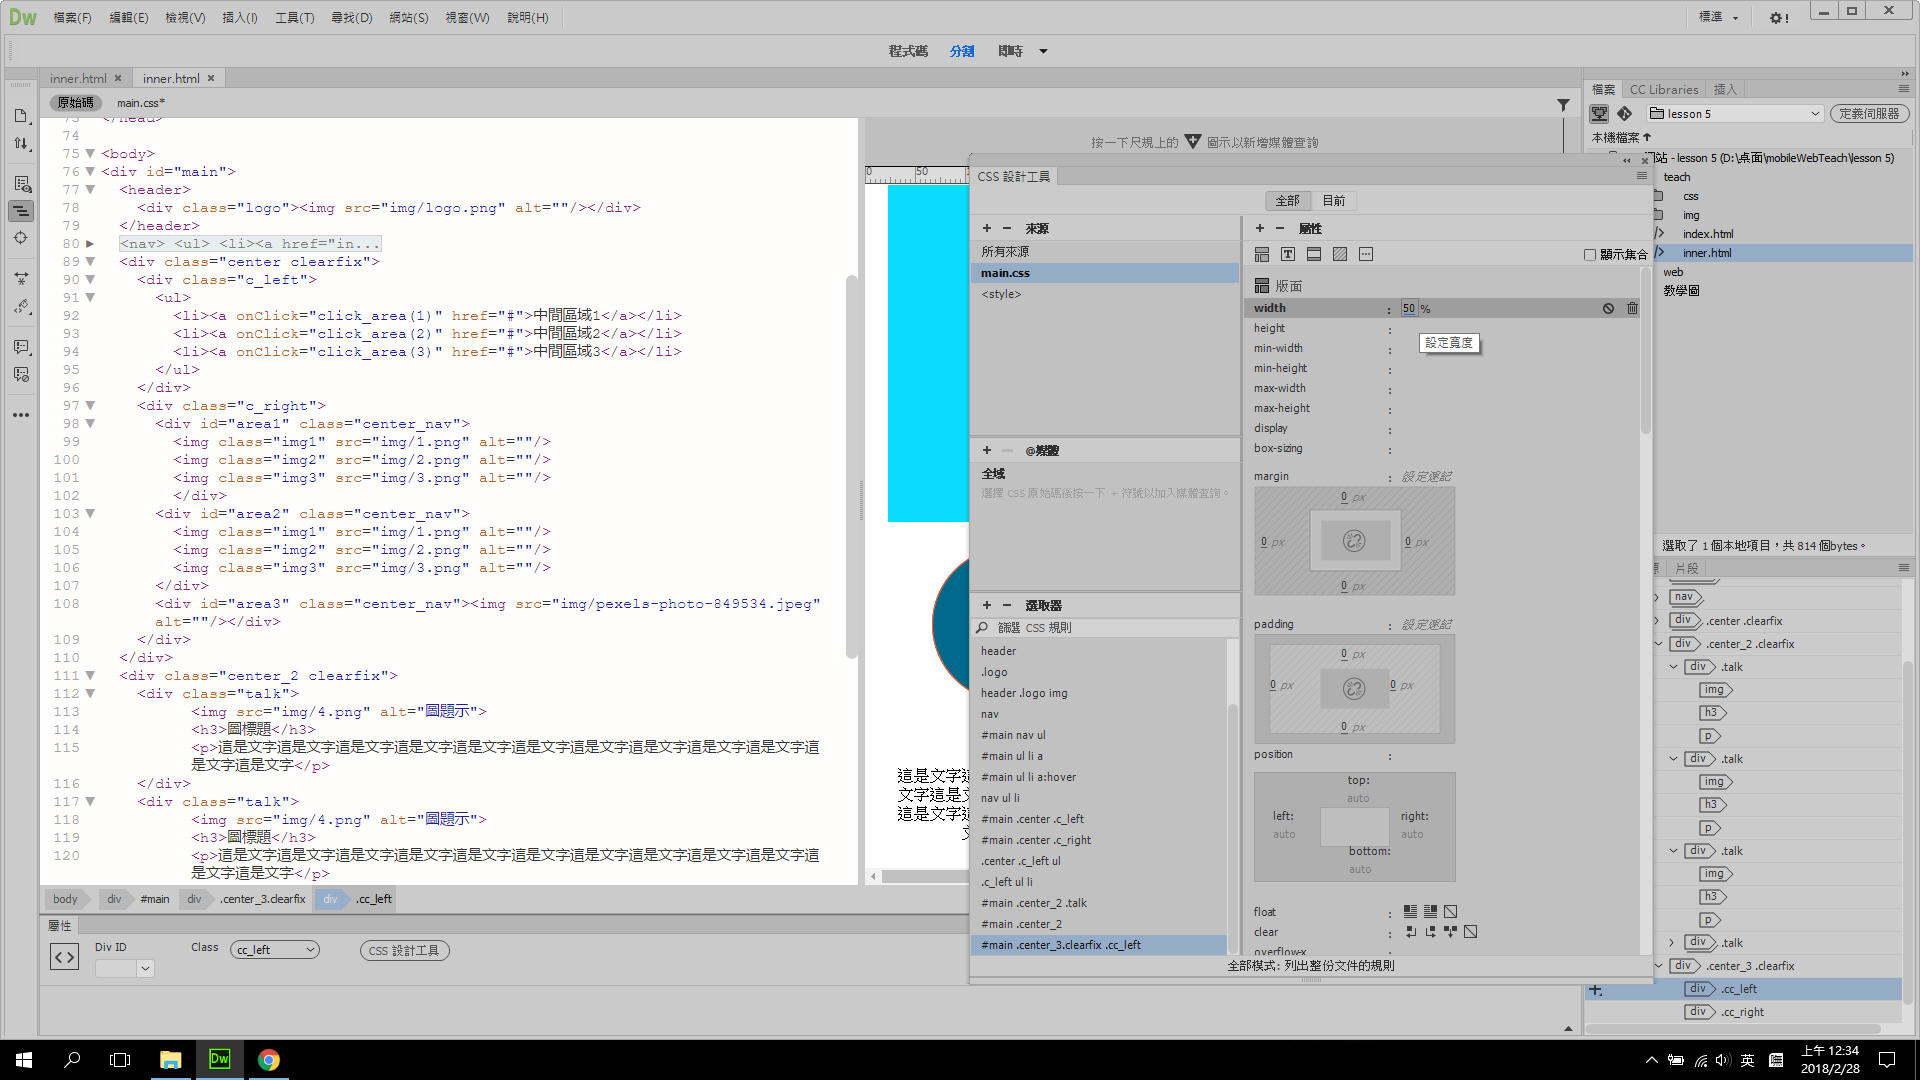 Dw 檔案(F) 編輯(E) 檢視(V) 插入(I) 工具(T) 尋找(D) 網站(S) 視窗(W) 說明(H) 標準
程式碼 分割 即時
inner.html × inner.html ×
原始碼 main.css*
73 </head>
74
75 <body>
76 <div id="main">
77 <header>
78 <div class="logo"><img src="img/logo.png" alt=""/></div>
79 </header>
80 <nav> <ul> <li><a href="in...
89 <div class="center clearfix">
90 <div class="c_left">
91 <ul>
92 <li><a onClick="click_area(1)" href="#">中間區域1</a></li>
93 <li><a onClick="click_area(2)" href="#">中間區域2</a></li>
94 <li><a onClick="click_area(3)" href="#">中間區域3</a></li>
95 </ul>
96 </div>
97 <div class="c_right">
98 <div id="area1" class="center_nav">
99 <img class="img1" src="img/1.png" alt=""/>
100 <img class="img2" src="img/2.png" alt=""/>
101 <img class="img3" src="img/3.png" alt=""/>
102 </div>
103 <div id="area2" class="center_nav">
104 <img class="img1" src="img/1.png" alt=""/>
105 <img class="img2" src="img/2.png" alt=""/>
106 <img class="img3" src="img/3.png" alt=""/>
107 </div>
108 <div id="area3" class="center_nav"><img src="img/pexels-photo-849534.jpeg"
alt=""/></div>
109 </div>
110 </div>
111 <div class="center_2 clearfix">
112 <div class="talk">
113 <img src="img/4.png" alt="圖題示">
114 <h3>圖標題</h3>
115 <p>這是文字這是文字這是文字這是文字這是文字這是文字這是文字這是文字這是文字這是文字這
是文字這是文字</p>
116 </div>
117 <div class="talk">
118 <img src="img/4.png" alt="圖題示">
119 <h3>圖標題</h3>
120 <p>這是文字這是文字這是文字這是文字這是文字這是文字這是文字這是文字這是文字這是文字這
是文字這是文字</p>
body div #main div .center_3.clearfix div .cc_left
屬性
Div ID Class cc_left CSS 設計工具
按一下尺規上的 圖示以新增媒體查詢
0 50
這是文字這
文字這是文
這是文字這
CSS 設計工具
全部 目前
+ − 來源
所有來源
main.css
<style>
+ − @媒體
全域
選擇 CSS 原始碼後按一下 + 符號以加入媒體查詢。
+ − 選取器
篩選 CSS 規則
header
.logo
header .logo img
nav
#main nav ul
#main ul li a
#main ul li a:hover
nav ul li
#main .center .c_left
#main .center .c_right
.center .c_left ul
.c_left ul li
#main .center_2 .talk
#main .center_2
#main .center_3.clearfix .cc_left
+ − 屬性
顯示集合
版面
width : 50 %
設定寬度
height :
min-width :
min-height :
max-width :
max-height :
display :
box-sizing :
margin : 設定速記
0 px
0 px 0 px
0 px
padding : 設定速記
0 px
0 px 0 px
0 px
position :
top:
auto
left: right:
auto auto
bottom:
auto
float :
clear :
overflow-x
全部模式: 列出整份文件的規則
檔案 CC Libraries 插入
lesson 5 定義伺服器
本機檔案
網站 - lesson 5 (D:\桌面\mobileWebTeach\lesson 5)
teach
css
img
index.html
inner.html
web
教學圖
選取了 1 個本地項目，共 814 個bytes。
片段
nav
div .center .clearfix
div .center_2 .clearfix
div .talk
img
h3
p
div .talk
img
h3
p
div .talk
img
h3
p
div .talk
div .center_3 .clearfix
div .cc_left
div .cc_right
Dw
英
上午 12:34
2018/2/28